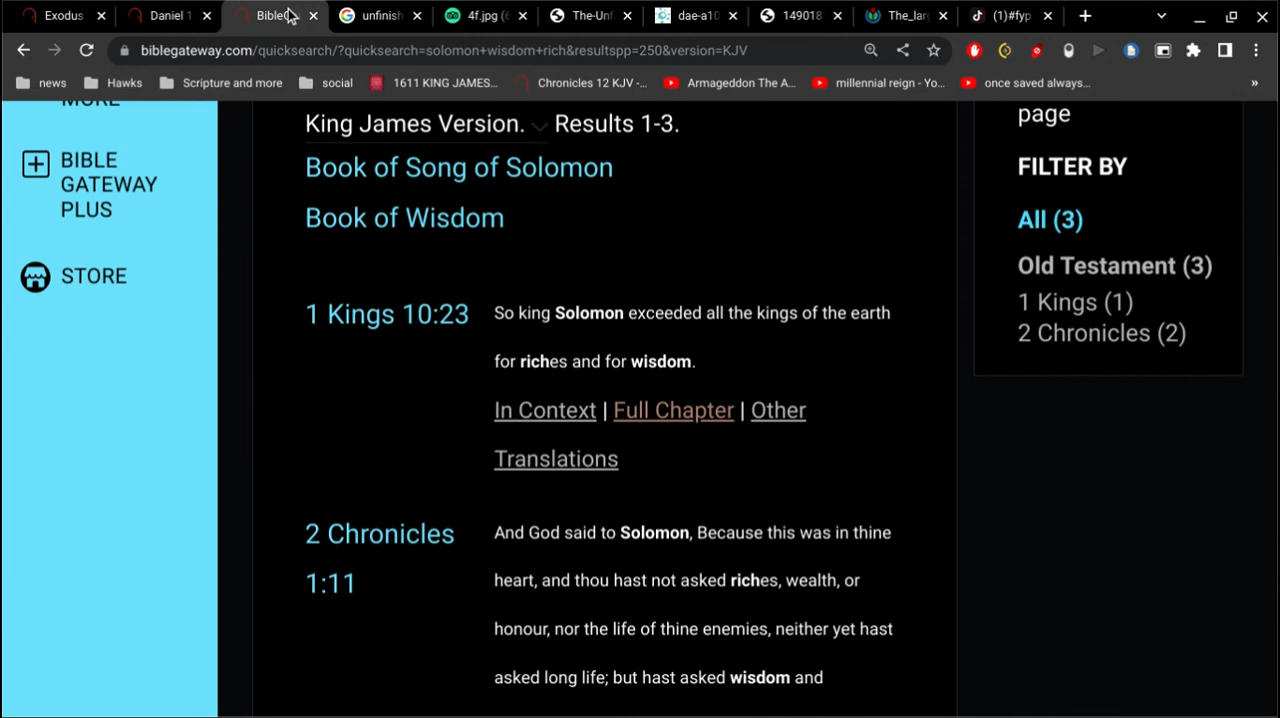 Exodus
Daniel 1
Bible
unfinish
4f.jpg (
The-Unf
dae-a10
149018
The_lar
(1)#fyp
biblegateway.com/quicksearch/?quicksearch=solomon+wisdom+rich&resultspp=250&version=KJV
news
Hawks
Scripture and more
social
1611 KING JAMES...
Chronicles 12 KJV -...
Armageddon The A...
millennial reign - Yo...
once saved always...
»
MORE
BIBLE
GATEWAY
PLUS
STORE
King James Version. Results 1-3.
Book of Song of Solomon
Book of Wisdom
1 Kings 10:23
So king Solomon exceeded all the kings of the earth
for riches and for wisdom.
In Context | Full Chapter | Other
Translations
2 Chronicles
1:11
And God said to Solomon, Because this was in thine
heart, and thou hast not asked riches, wealth, or
honour, nor the life of thine enemies, neither yet hast
asked long life; but hast asked wisdom and
page
FILTER BY
All (3)
Old Testament (3)
1 Kings (1)
2 Chronicles (2)